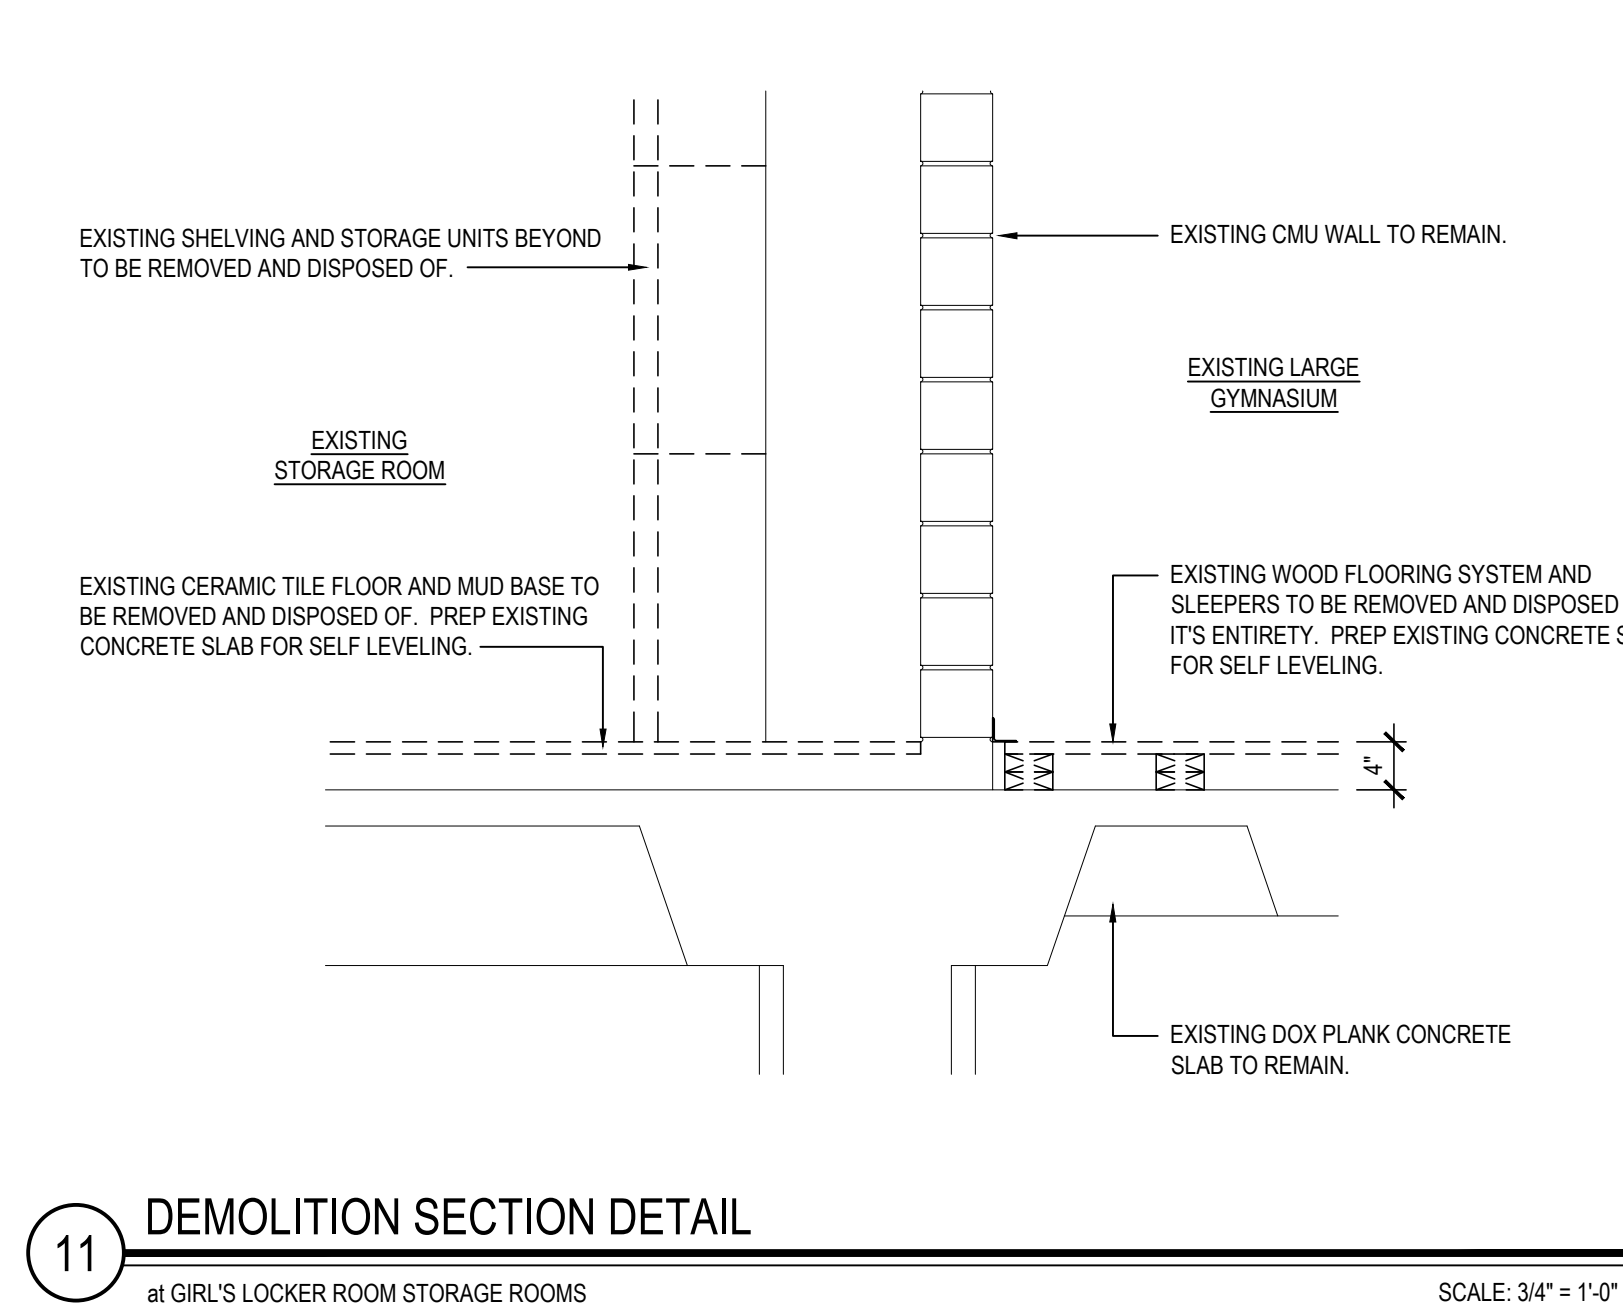 EXISTING SHELVING AND STORAGE UNITS BEYOND
TO BE REMOVED AND DISPOSED OF.
EXISTING CMU WALL TO REMAIN.
EXISTING LARGE
GYMNASIUM
EXISTING
STORAGE ROOM
EXISTING CERAMIC TILE FLOOR AND MUD BASE TO
BE REMOVED AND DISPOSED OF. PREP EXISTING
CONCRETE SLAB FOR SELF LEVELING.
EXISTING WOOD FLOORING SYSTEM AND
SLEEPERS TO BE REMOVED AND DISPOSED
IT'S ENTIRETY. PREP EXISTING CONCRETE
FOR SELF LEVELING.
4"
EXISTING DOX PLANK CONCRETE
SLAB TO REMAIN.
11
DEMOLITION SECTION DETAIL
at GIRL'S LOCKER ROOM STORAGE ROOMS
SCALE: 3/4" = 1'-0"